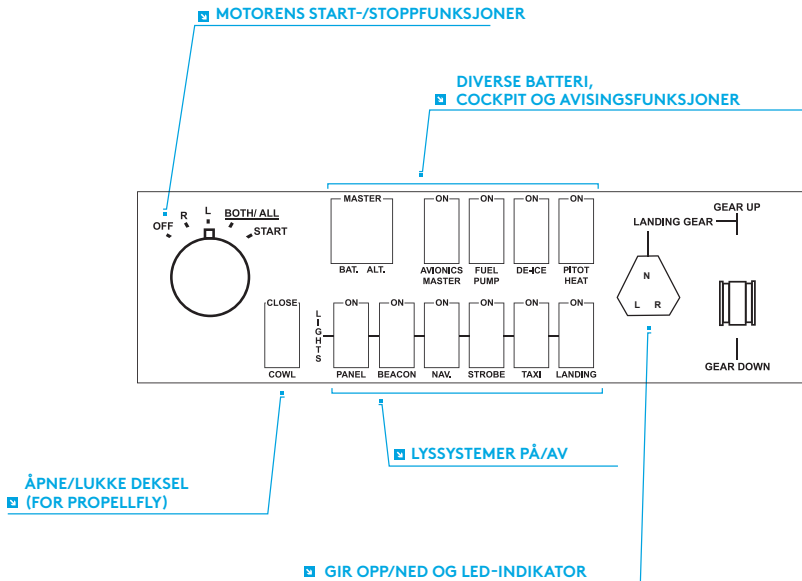 MOTORENS START-/STOPPFUNKSJONER
DIVERSE BATTERI,
COCKPIT OG AVISINGSFUNKSJONER
OFF
R
L
BOTH/ ALL
START
MASTER
BAT. ALT.
ON
AVIONICS
MASTER
ON
FUEL
PUMP
ON
DE-ICE
ON
PITOT
HEAT
LANDING GEAR
GEAR UP
N
L R
GEAR DOWN
CLOSE
COWL
LIGHTS
ON
PANEL
ON
BEACON
ON
NAV.
ON
STROBE
ON
TAXI
ON
LANDING
LYSSYSTEMER PÅ/AV
ÅPNE/LUKKE DEKSEL
(FOR PROPELLFLY)
GIR OPP/NED OG LED-INDIKATOR